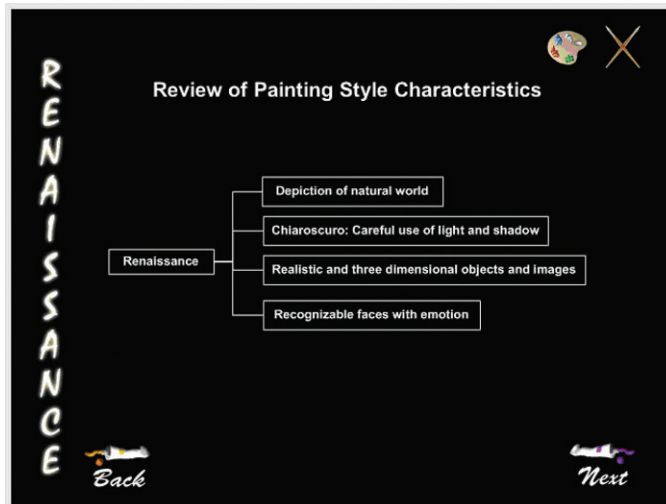 RENAISSANCE
Review of Painting Style Characteristics
Depiction of natural world
Chiaroscuro: Careful use of light and shadow
Renaissance
Realistic and three dimensional objects and images
Recognizable faces with emotion
Back
Next